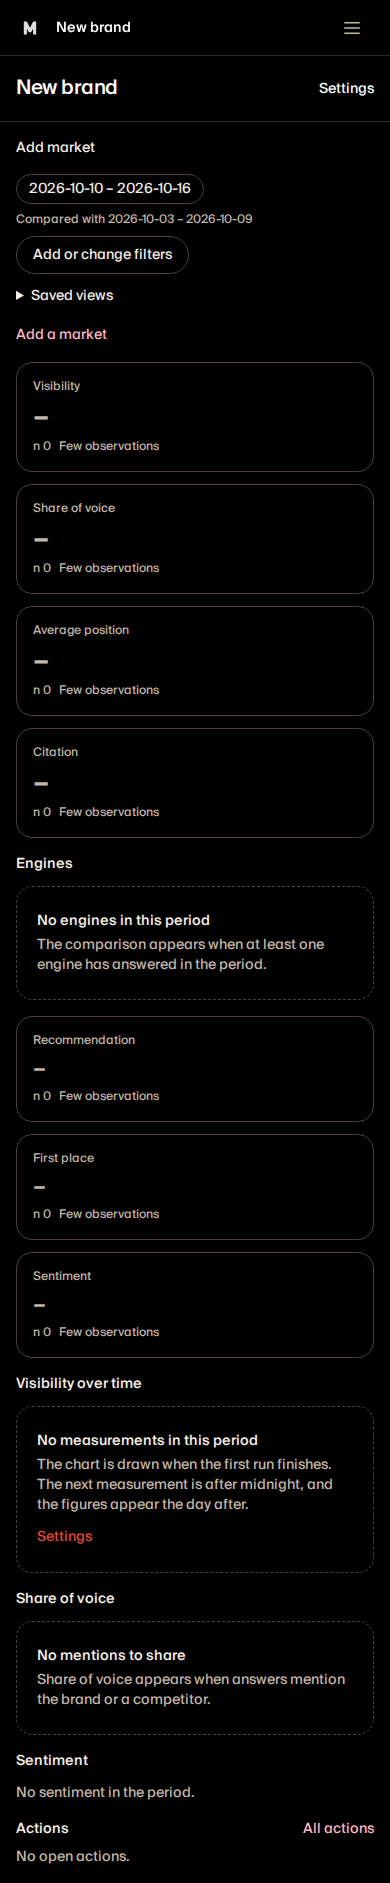 M New brand
New brand Settings
Add market
2026-10-10 – 2026-10-16
Compared with 2026-10-03 – 2026-10-09
Add or change filters
Saved views
Add a market
Visibility
–
n 0 Few observations
Share of voice
–
n 0 Few observations
Average position
–
n 0 Few observations
Citation
–
n 0 Few observations
Engines
No engines in this period
The comparison appears when at least one
engine has answered in the period.
Recommendation
–
n 0 Few observations
First place
–
n 0 Few observations
Sentiment
–
n 0 Few observations
Visibility over time
No measurements in this period
The chart is drawn when the first run finishes.
The next measurement is after midnight, and
the figures appear the day after.
Settings
Share of voice
No mentions to share
Share of voice appears when answers mention
the brand or a competitor.
Sentiment
No sentiment in the period.
Actions All actions
No open actions.